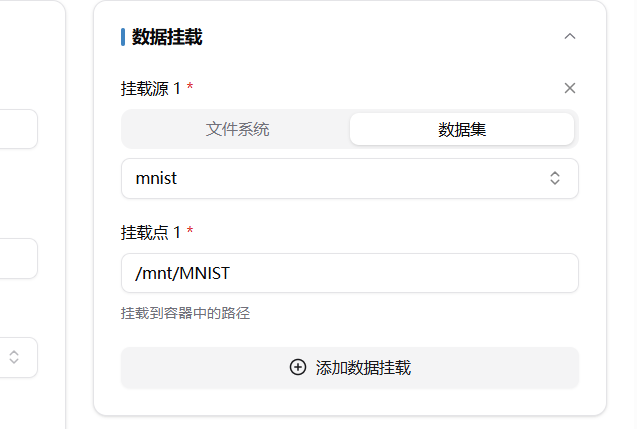 数据挂载
挂载源 1 *
文件系统 数据集
mnist
挂载点 1 *
/mnt/MNIST
挂载到容器中的路径
添加数据挂载